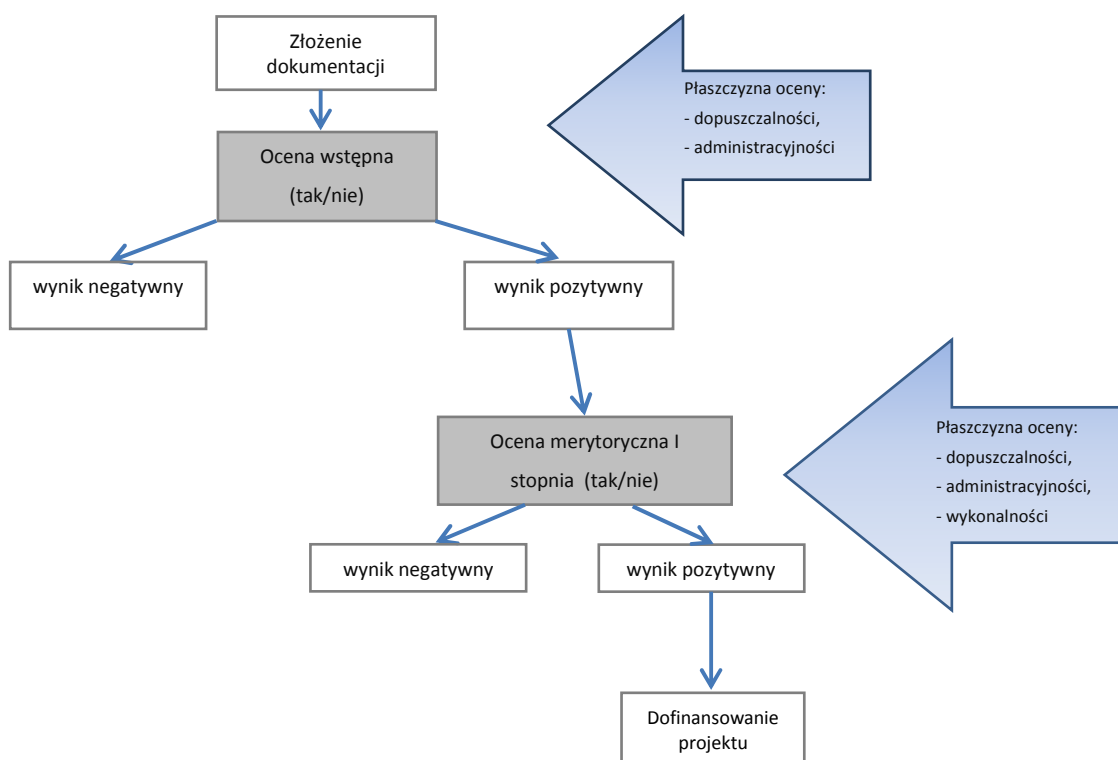 Złożenie
dokumentacji
Płaszczyzna oceny:
- dopuszczalności,
- administracyjności
Ocena wstępna
(tak/nie)
wynik negatywny
wynik pozytywny
Ocena merytoryczna I
stopnia (tak/nie)
Płaszczyzna oceny:
- dopuszczalności,
- administracyjności,
- wykonalności
wynik negatywny
wynik pozytywny
Dofinansowanie
projektu